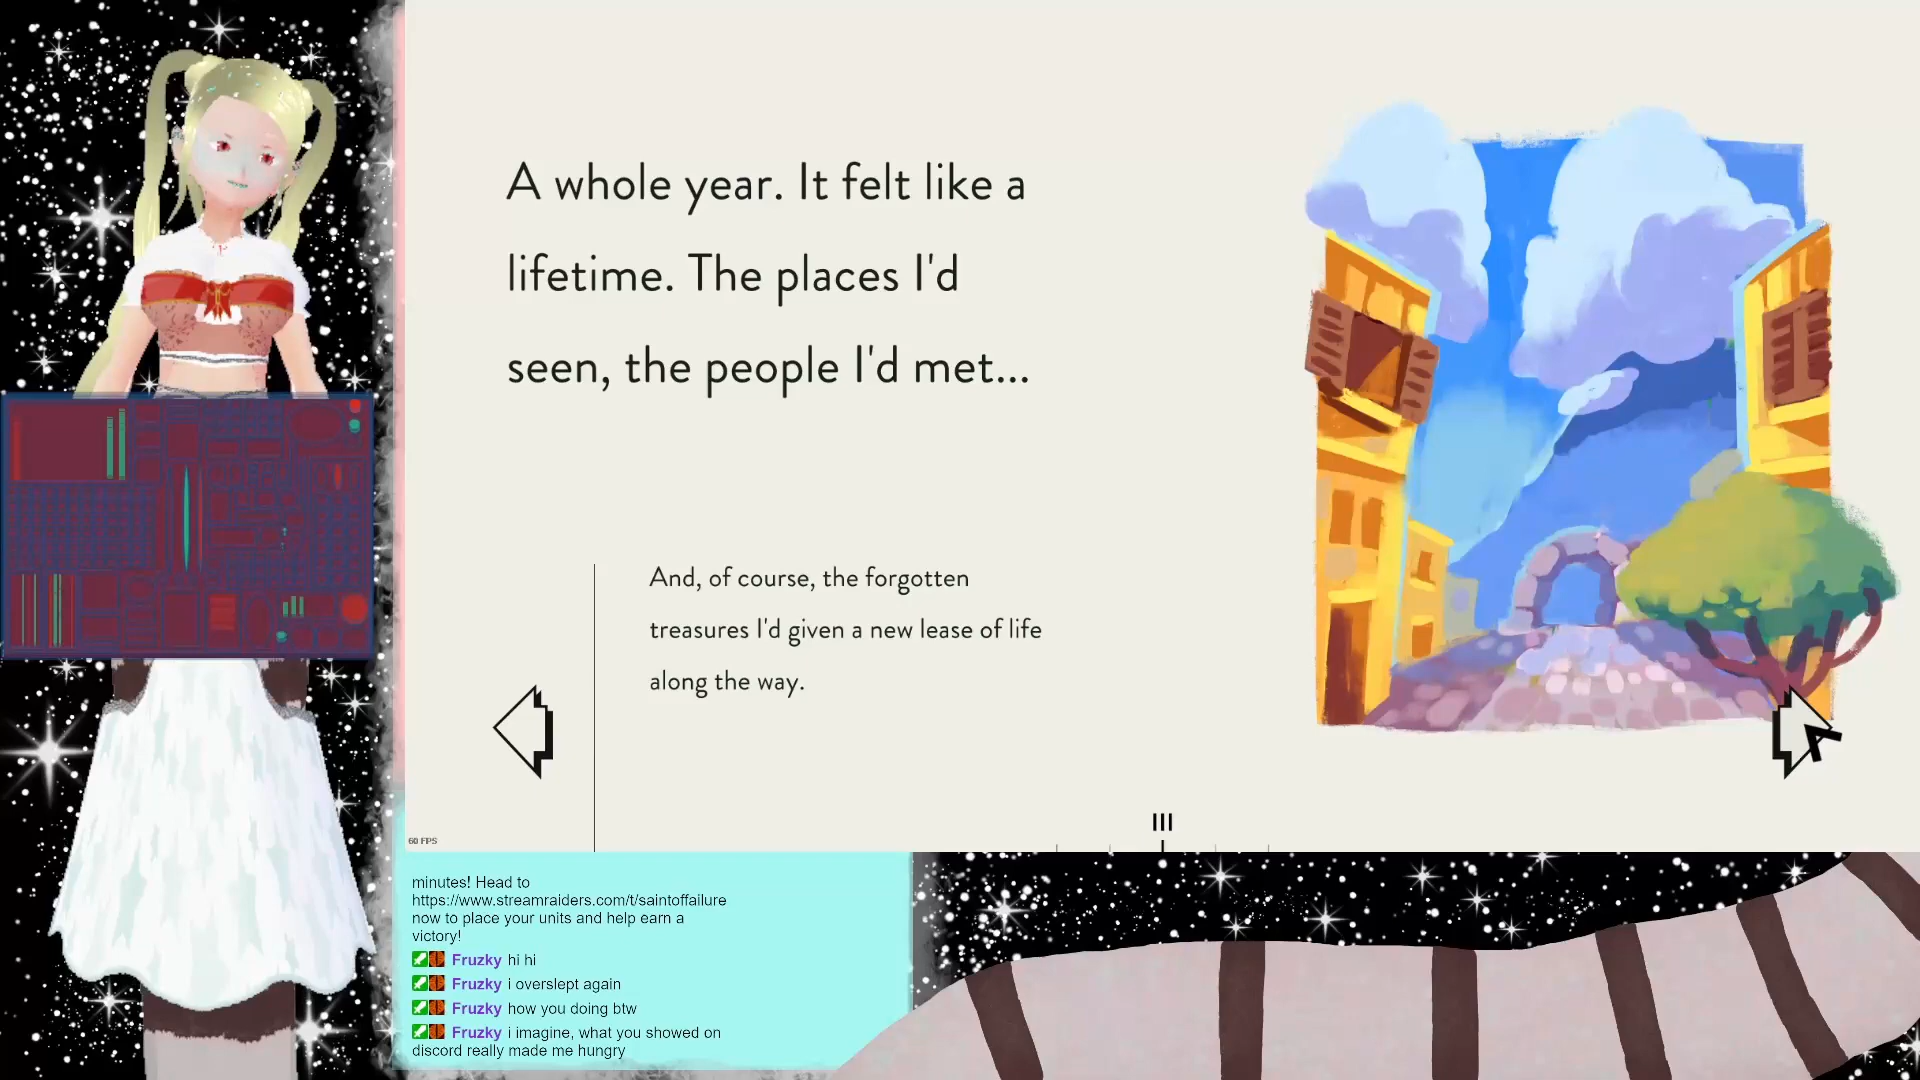 A whole year. It felt like a
lifetime. The places I'd
seen, the people I'd met...
And, of course, the forgotten
treasures I'd given a new lease of life
along the way.
III
60 FPS
minutes! Head to
https://www.streamraiders.com/t/saintoffailure
now to place your units and help earn a
victory!
Fruzky hi hi
Fruzky i overslept again
Fruzky how you doing btw
Fruzky i imagine, what you showed on
discord really made me hungry